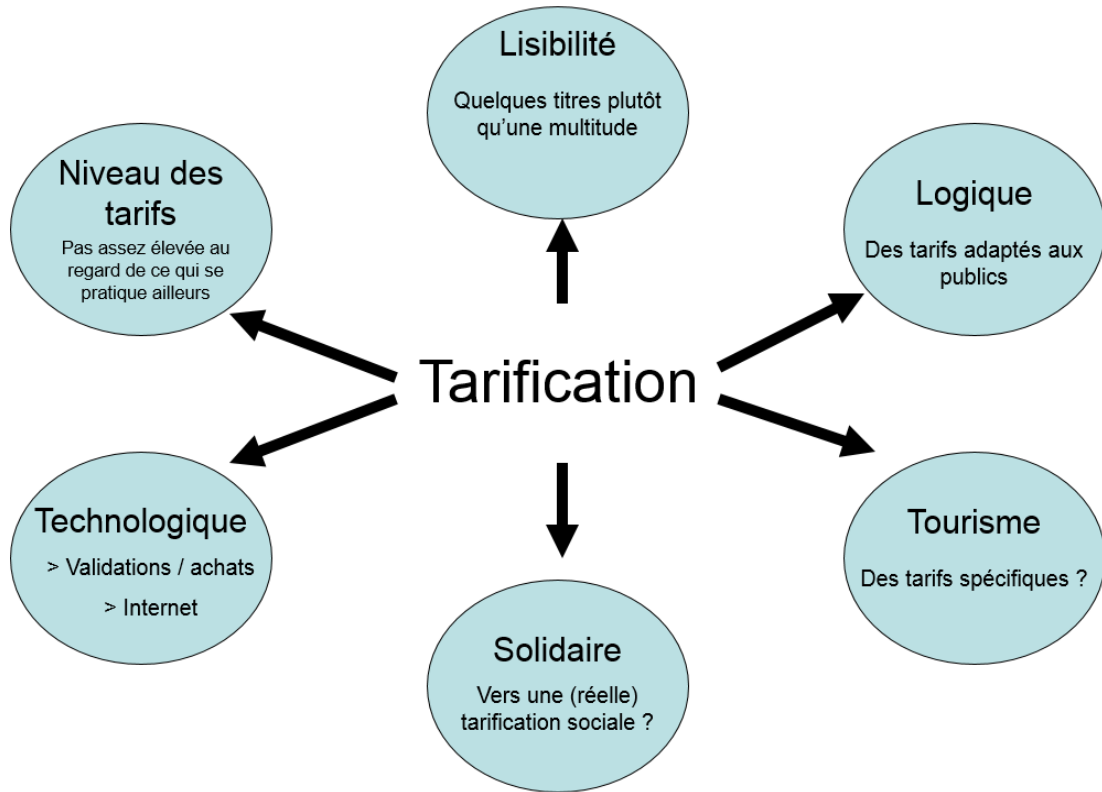 Lisibilité
Quelques titres plutôt
qu'une multitude
Niveau des
tarifs
Pas assez élevée au
regard de ce qui se
pratique ailleurs
Logique
Des tarifs adaptés aux
publics
Tarification
Technologique
> Validations / achats
> Internet
Tourisme
Des tarifs spécifiques ?
Solidaire
Vers une (réelle)
tarification sociale ?